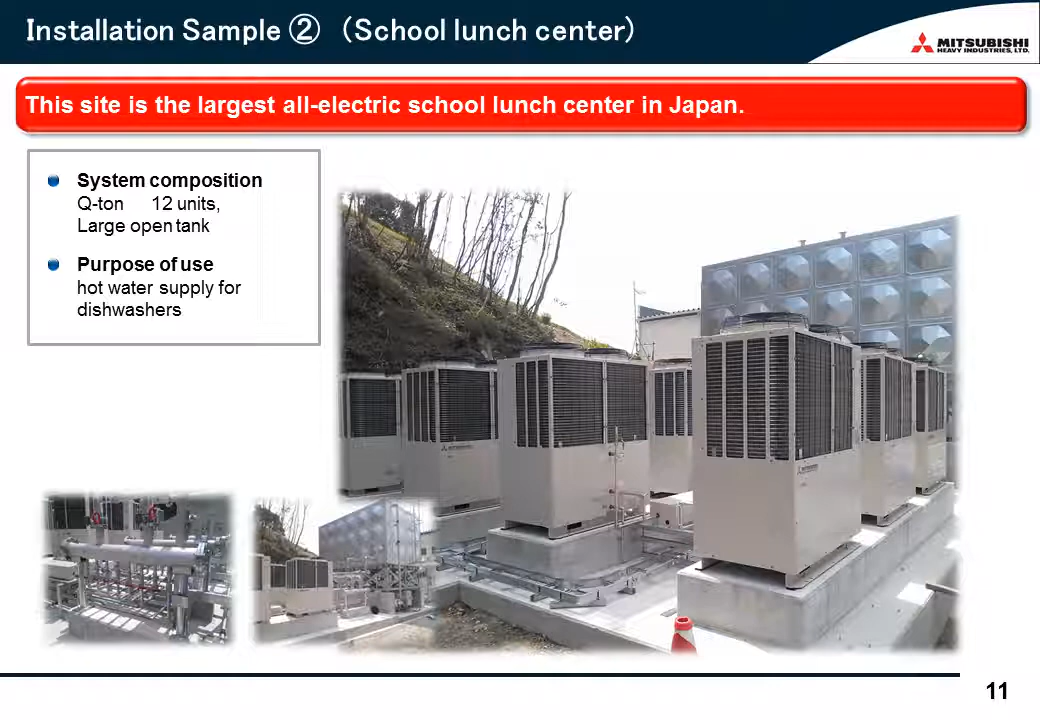 Installation Sample ② (School lunch center)
MITSUBISHI
HEAVY INDUSTRIES, LTD.
This site is the largest all-electric school lunch center in Japan.
System composition
Q-ton 12 units,
Large open tank
Purpose of use
hot water supply for
dishwashers
MITSUBISHI
MITSUBISHI
11